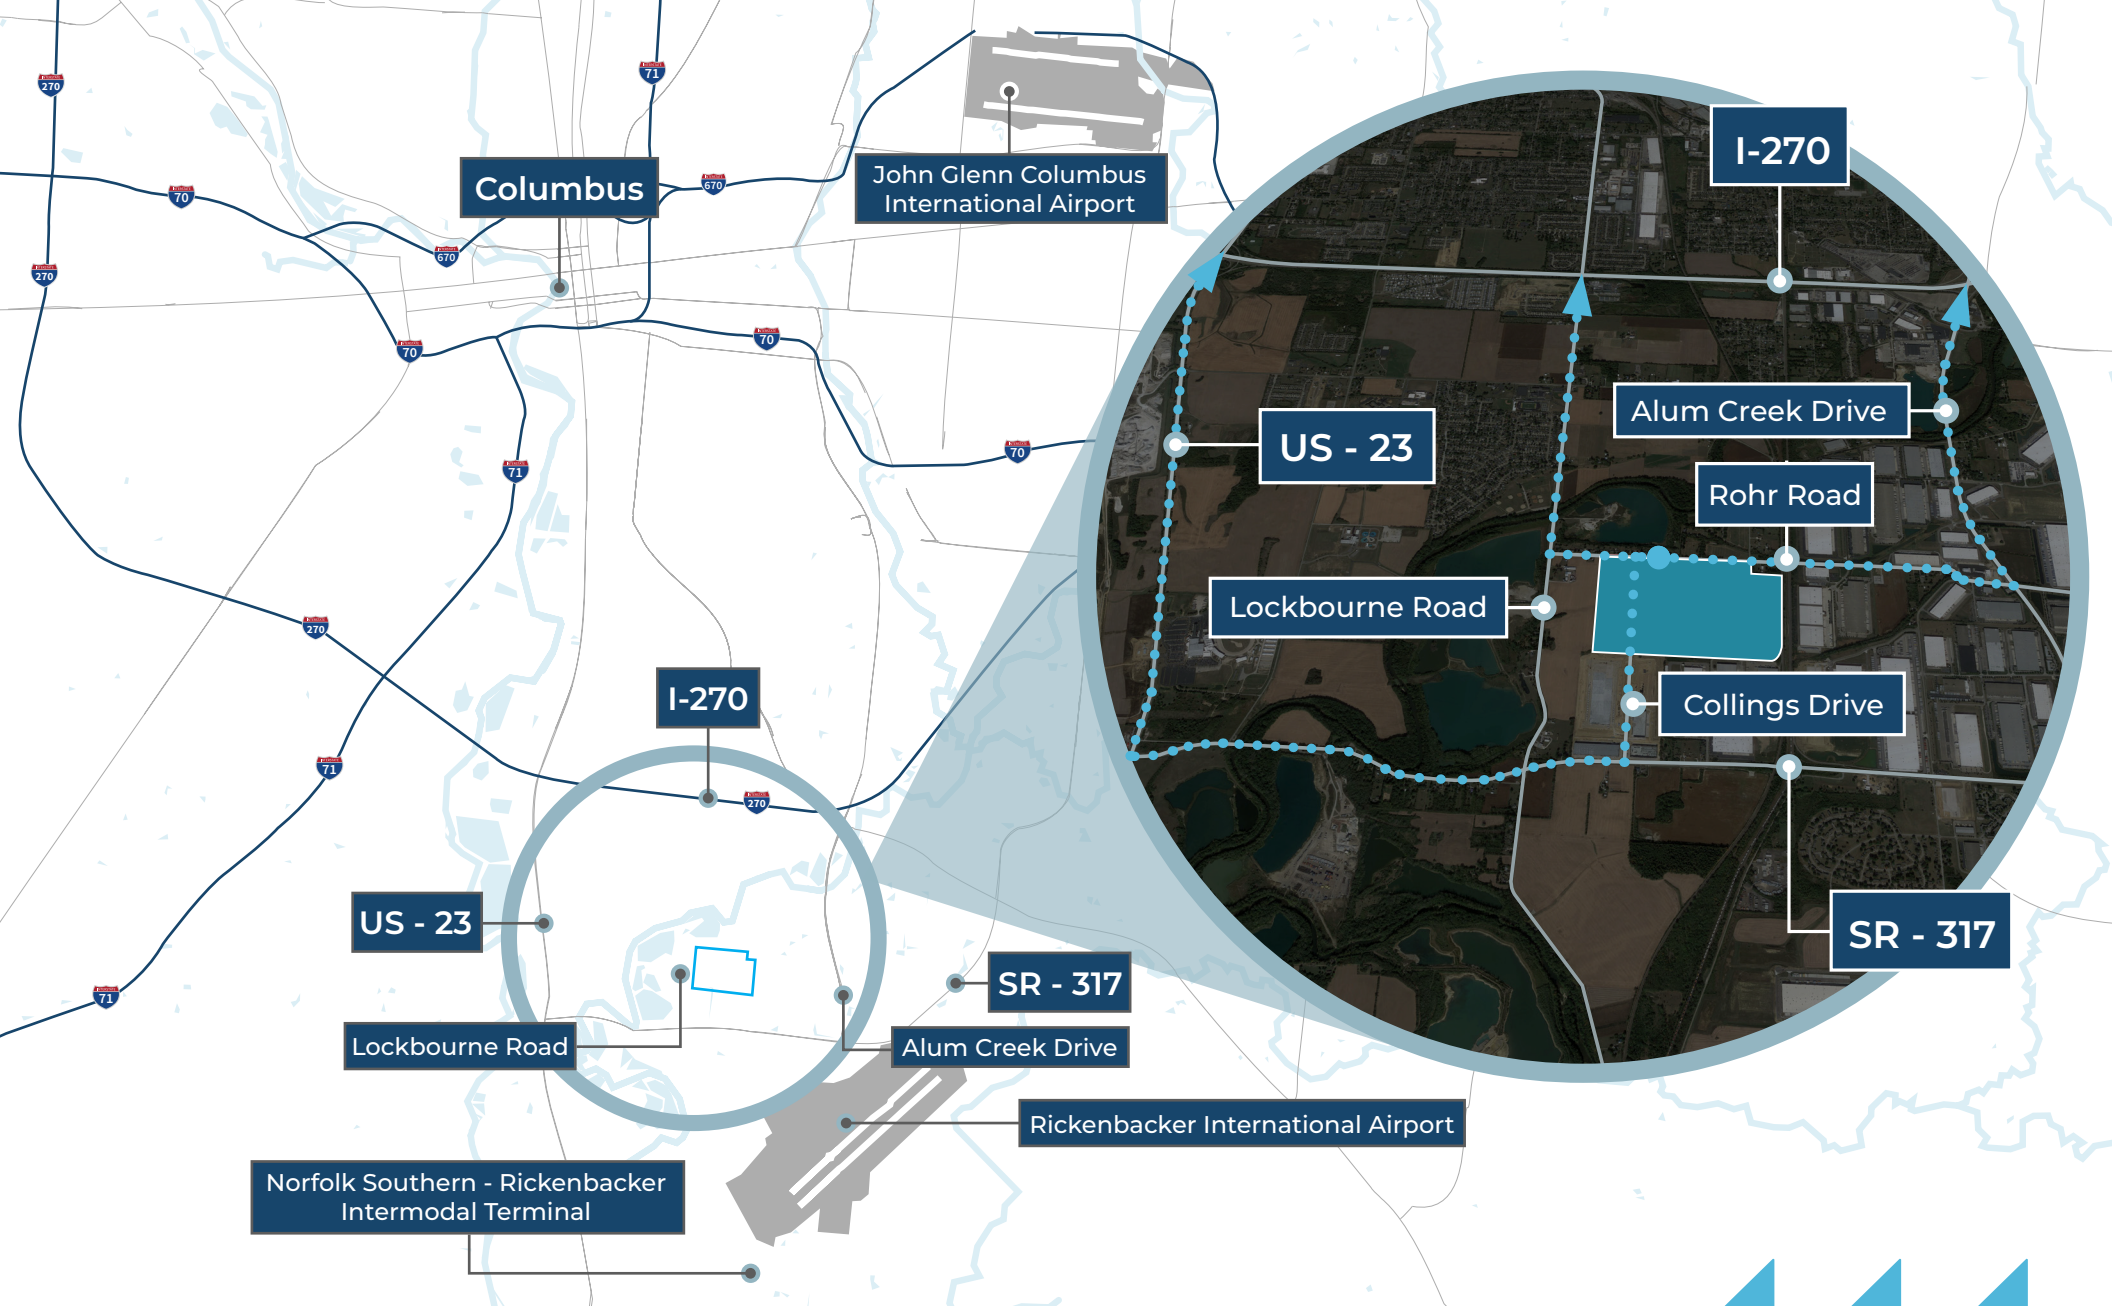 71
270
I-270
John Glenn Columbus
International Airport
Columbus
670
70
670
270
70
70
Alum Creek Drive
US - 23
70
71
Rohr Road
Lockbourne Road
270
I-270
Collings Drive
71
270
US - 23
SR - 317
SR - 317
71
Lockbourne Road
Alum Creek Drive
Rickenbacker International Airport
Norfolk Southern - Rickenbacker
Intermodal Terminal